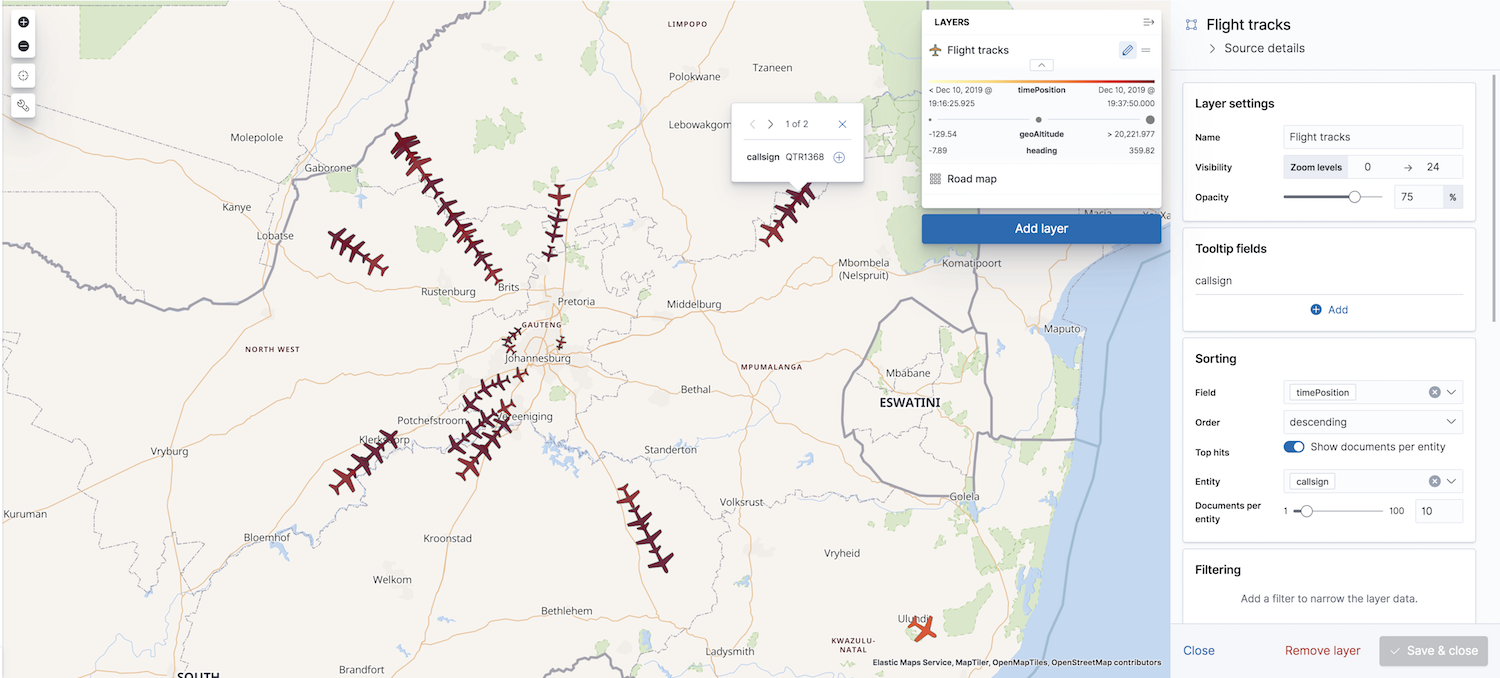 LIMPOPO
Polokwane
Tzaneen
Lebowakgom
Molepolole
Gaborone
Kanye
Lobatse
Rustenburg
Brits
Pretoria
Middelburg
Mbombela
(Nelspruit)
Komatipoort
GAUTENG
Johannesburg
Maputo
NORTH WEST
MPUMALANGA
Mbabane
Bethal
ESWATINI
Potchefstroom
Vereeniging
Klerksdorp
Vryburg
Standerton
Golela
Volksrust
Kuruman
Bloemhof
Kroonstad
Vryheid
Welkom
Bethlehem
Ulundi
KWAZULU-
NATAL
Ladysmith
Brandfort
SOUTH
Elastic Maps Service, MapTiler, OpenMapTiles, OpenStreetMap contributors
1 of 2
callsign QTR1368
LAYERS
Flight tracks
< Dec 10, 2019 @ timePosition Dec 10, 2019 @
19:16:25.925 19:37:50.000
-129.54 geoAltitude > 20,221.977
-7.89 heading 359.82
Road map
Add layer
Flight tracks
Source details
Layer settings
Name Flight tracks
Visibility Zoom levels 0 → 24
Opacity 75 %
Tooltip fields
callsign
Add
Sorting
Field timePosition
Order descending
Top hits Show documents per entity
Entity callsign
Documents per
entity 1 100 10
Filtering
Add a filter to narrow the layer data.
Close Remove layer Save & close